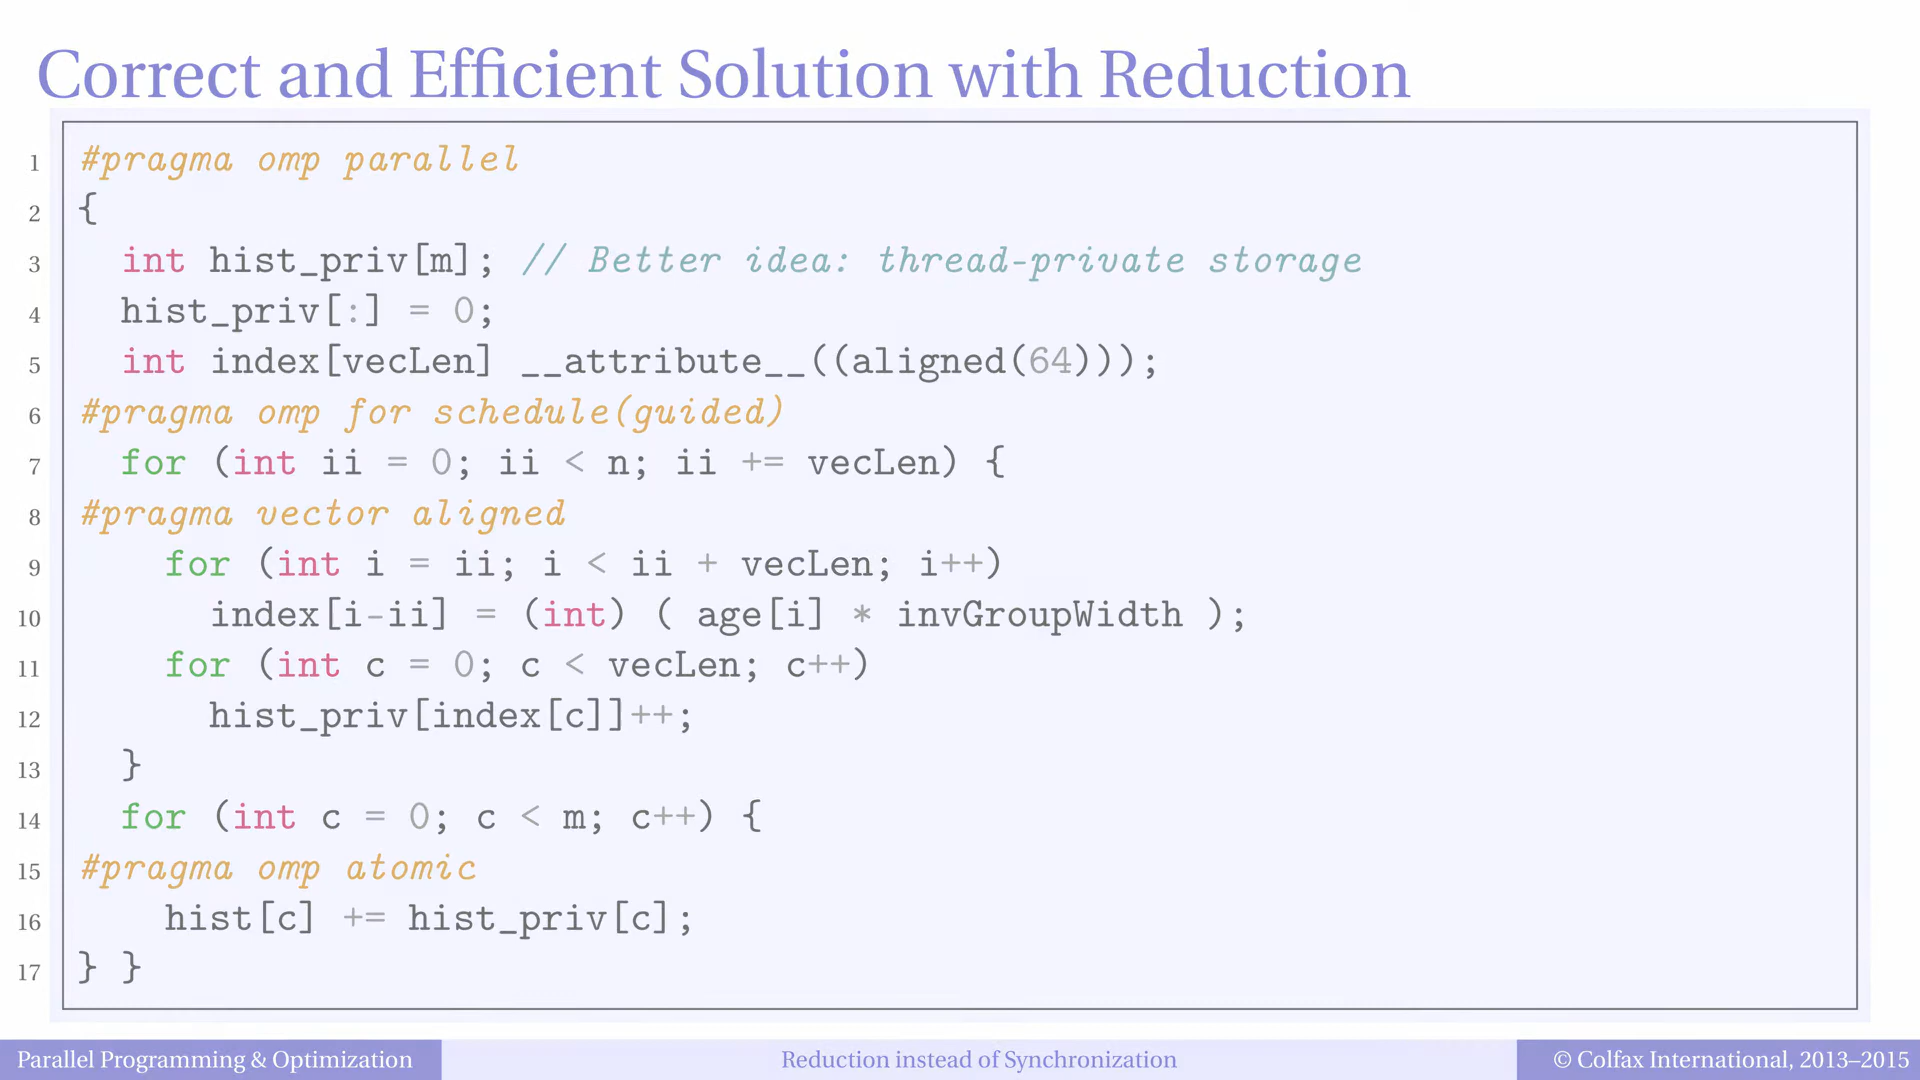 Correct and Efficient Solution with Reduction
1 #pragma omp parallel
2 {
3   int hist_priv[m]; // Better idea: thread-private storage
4   hist_priv[:] = 0;
5   int index[vecLen] __attribute__((aligned(64)));
6 #pragma omp for schedule(guided)
7   for (int ii = 0; ii < n; ii += vecLen) {
8 #pragma vector aligned
9     for (int i = ii; i < ii + vecLen; i++)
10       index[i-ii] = (int) ( age[i] * invGroupWidth );
11     for (int c = 0; c < vecLen; c++)
12       hist_priv[index[c]]++;
13   }
14   for (int c = 0; c < m; c++) {
15 #pragma omp atomic
16     hist[c] += hist_priv[c];
17 } }
Parallel Programming & Optimization
Reduction instead of Synchronization
© Colfax International, 2013–2015